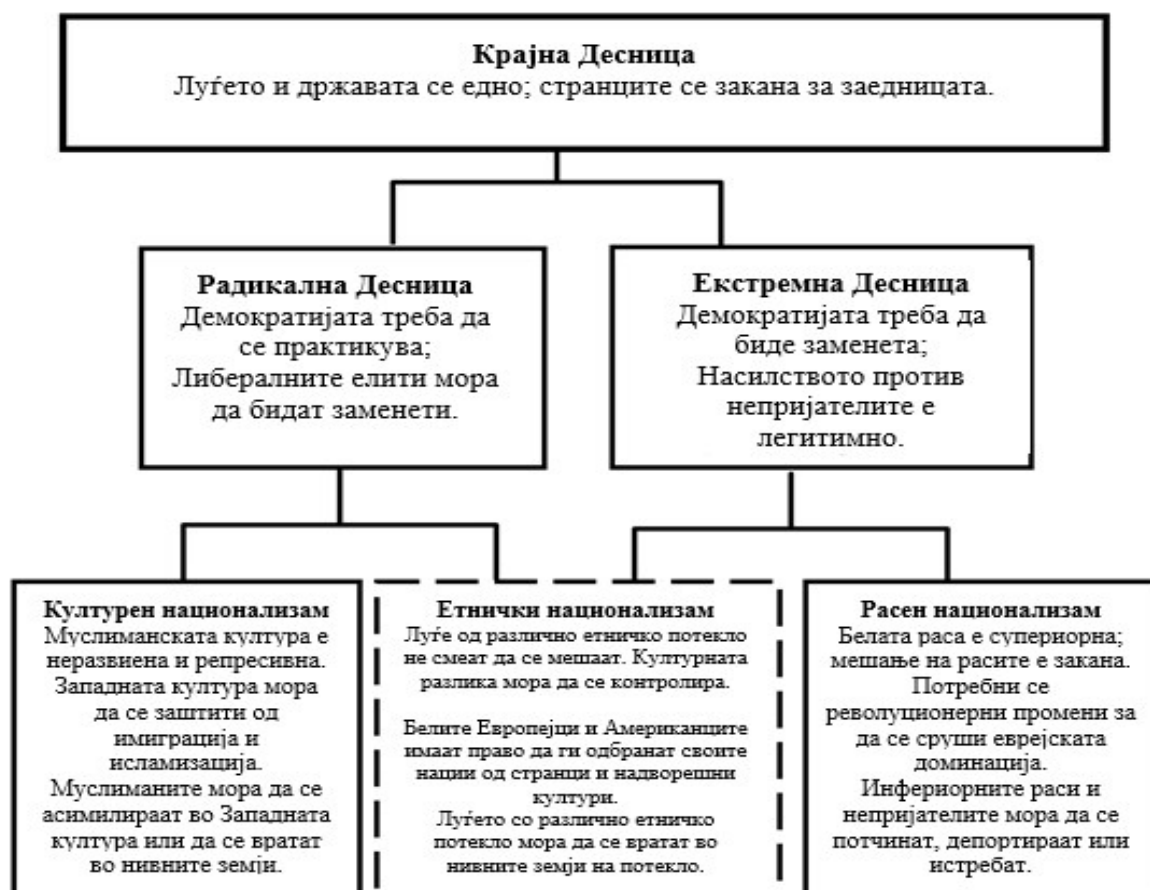 Крајна Десница
Луѓето и државата се едно; странците се закана за заедницата.
Радикална Десница
Демократијата треба да
се практикува;
Либералните елити мора
да бидат заменети.
Екстремна Десница
Демократијата треба да
биде заменета;
Насилството против
непријателите е
легитимно.
Културен национализам
Муслиманската култура е
неразвиена и репресивна.
Западната култура мора
да се заштити од
имиграција и
исламизација.
Муслиманите мора да се
асимилираат во Западната
култура или да се вратат
во нивните земји.
Етнички национализам
Луѓе од различно етничко потекло
не смеат да се мешаат. Културната
разлика мора да се контролира.
Белите Европејци и Американците
имаат право да ги одбранат своите
нации од странци и надворешни
култури.
Луѓето со различно етничко
потекло мора да се вратат во
нивните земји на потекло.
Расен национализам
Белата раса е супериорна;
мешање на расите е закана.
Потребни се
револуционерни промени за
да се сруши еврејската
доминација.
Инфериорните раси и
непријателите мора да се
потчинат, депортираат или
истребат.